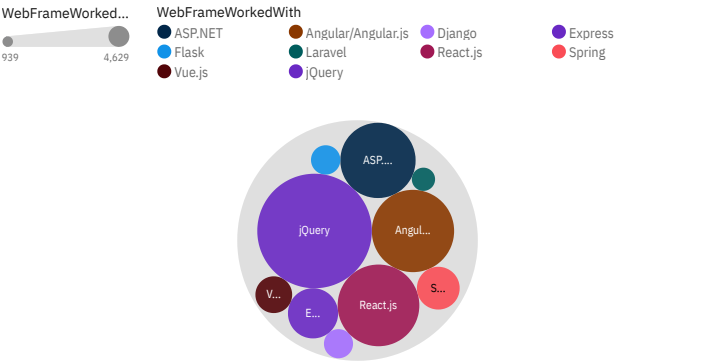 WebFrameWorked...
939 4,629
WebFrameWorkedWith
ASP.NET Angular/Angular.js Django Express
Flask Laravel React.js Spring
Vue.js jQuery
ASP....
jQuery
Angul...
S...
V...
React.js
E...